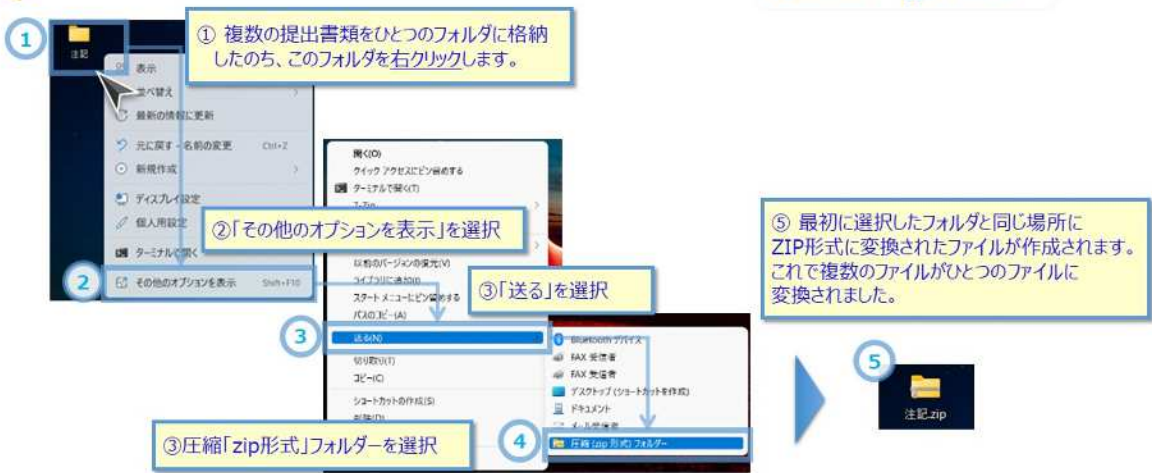 1
注記
① 複数の提出書類をひとつのフォルダに格納
したのち、このフォルダを右クリックします。
表示
並べ替え
最新の情報に更新
元に戻す - 名前の変更 Ctrl+Z
新規作成
ディスプレイ設定
個人用設定
ターミナルで開く
2
その他のオプションを表示 Shift+F10
②「その他のオプションを表示」を選択
開く(O)
クイック アクセスにピン留めする
ターミナルで開く(T)
7-Zip
以前のバージョンの復元(V)
ライブラリに追加(I)
スタート メニューにピン留めする
パスのコピー(A)
3
送る(N)
切り取り(T)
コピー(C)
ショートカットの作成(S)
削除(D)
③「送る」を選択
Bluetooth デバイス
FAX 受信者
FAX 受信者
デスクトップ (ショートカットを作成)
ドキュメント
メール受信者
4
圧縮 (zip 形式) フォルダー
③圧縮「zip形式」フォルダーを選択
⑤ 最初に選択したフォルダと同じ場所に
ZIP形式に変換されたファイルが作成されます。
これで複数のファイルがひとつのファイルに
変換されました。
5
注記.zip